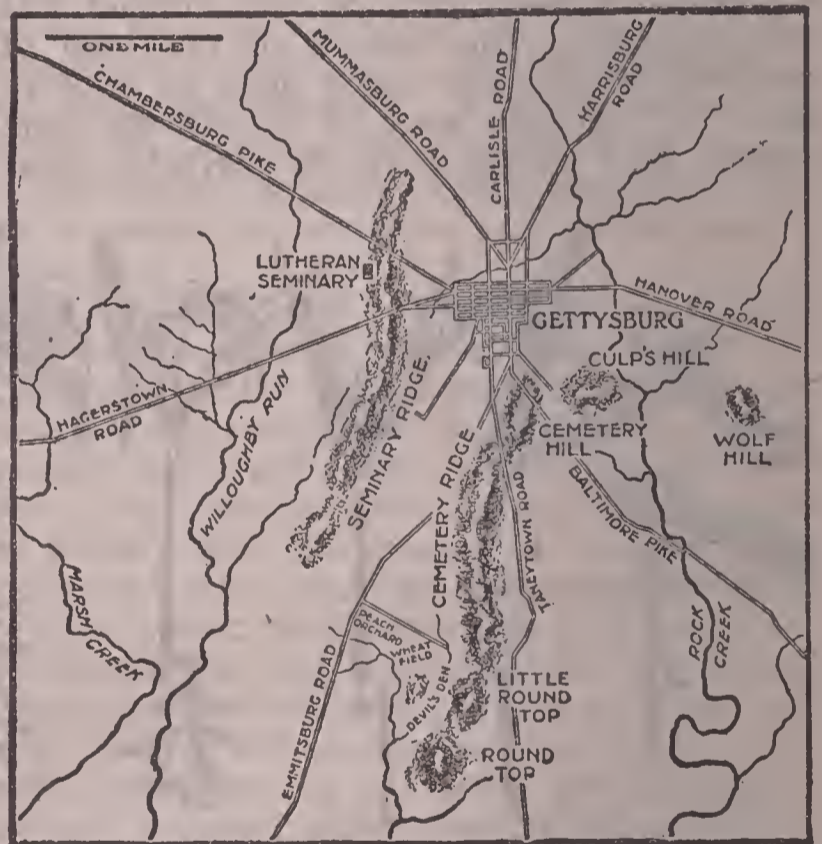 ONE MILE
MUMMASBURG ROAD
CARLISLE ROAD
HARRISBURG
ROAD
CHAMBERSBURG PIKE
LUTHERAN
SEMINARY
HANOVER ROAD
GETTYSBURG
CULP'S HILL
HAGERSTOWN
ROAD
WILLOUGHBY RUN
SEMINARY RIDGE.
CEMETERY RIDGE
CEMETERY
HILL
WOLF
HILL
BALTIMORE PIKE
TANEYTOWN ROAD
MARSH
CREEK
ROCK
CREEK
PEACH
ORCHARD
WHEAT
FIELD
DEVIL'S DEN
EMMITSBURG ROAD
LITTLE
ROUND
TOP
ROUND
TOP